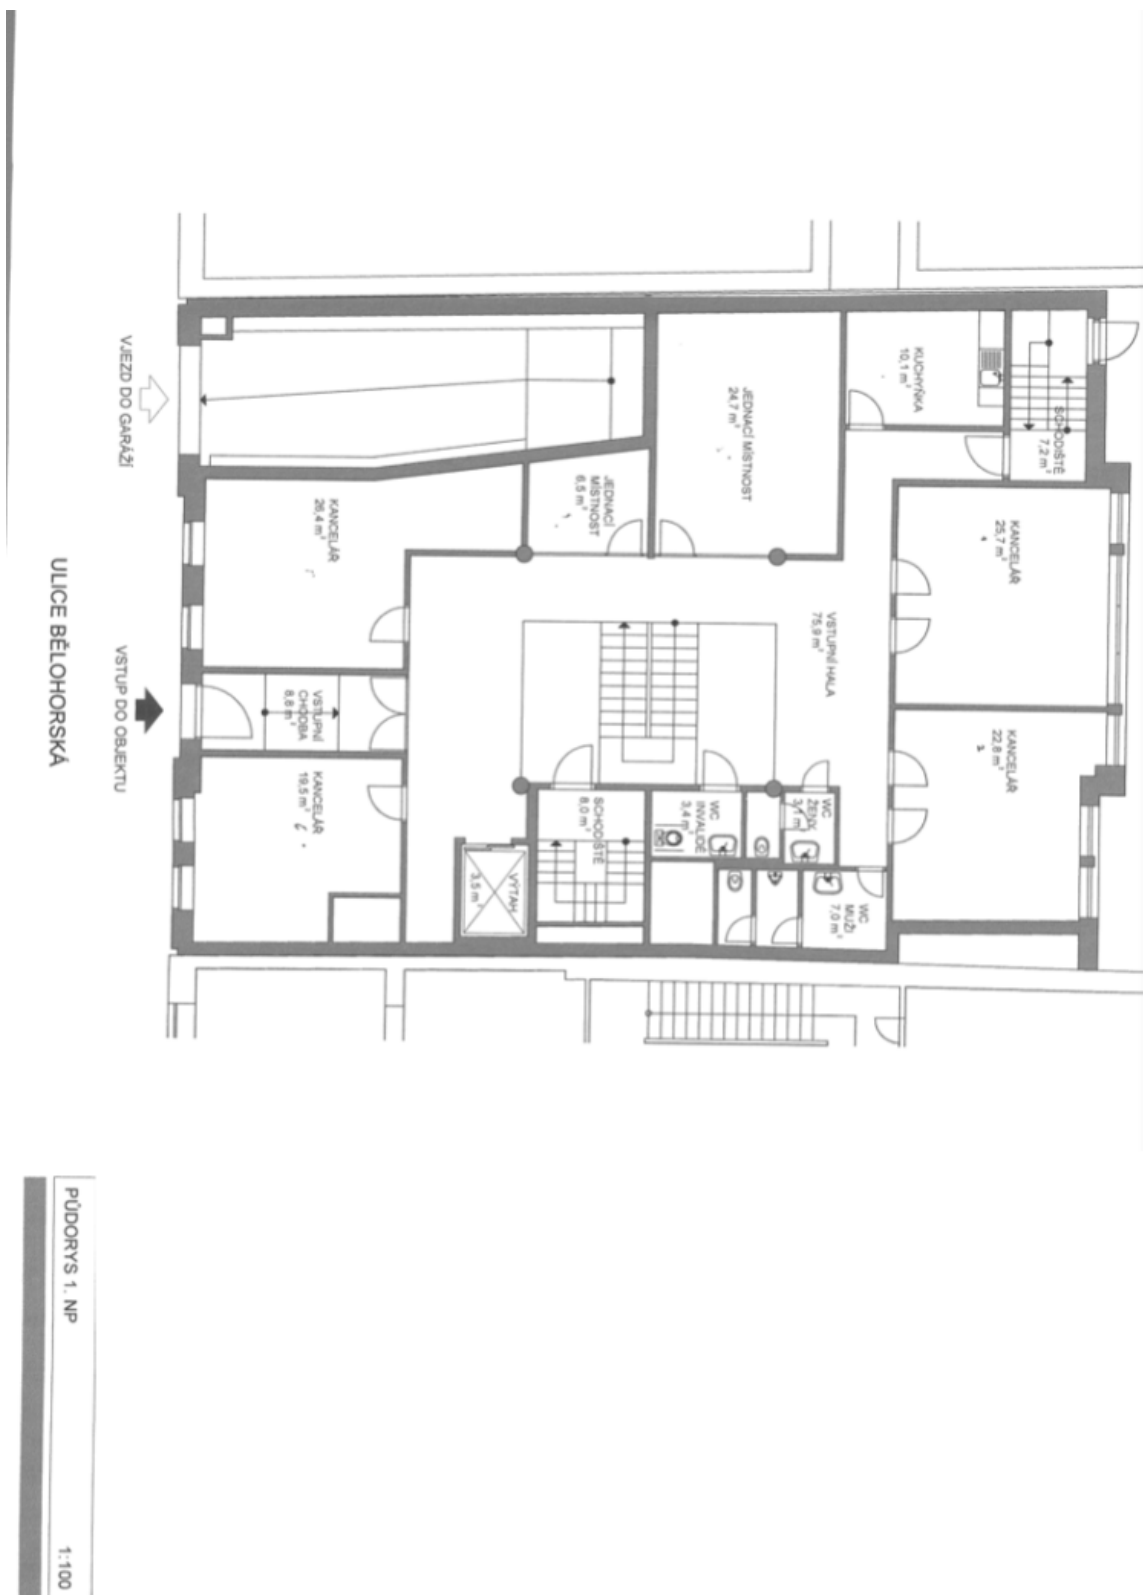 SCHODIŠTĚ
7,2 m²
KUCHYŇKA
10,1 m²
JEDNACÍ MÍSTNOST
24,7 m²
JEDNACÍ
MÍSTNOST
6,5 m²
KANCELÁŘ
26,4 m²
KANCELÁŘ
25,7 m²
KANCELÁŘ
22,8 m²
VSTUPNÍ HALA
75,9 m²
VSTUPNÍ
CHODBA
8,8 m²
KANCELÁŘ
19,5 m²
6
SCHODIŠTĚ
8,0 m²
VÝTAH
3,5 m²
WC
INVALIDÉ
3,4 m²
WC
ŽENY
3,1 m²
WC
MUŽI
7,0 m²
VJEZD DO GARÁŽÍ
VSTUP DO OBJEKTU
ULICE BĚLOHORSKÁ
PŮDORYS 1. NP
1:100